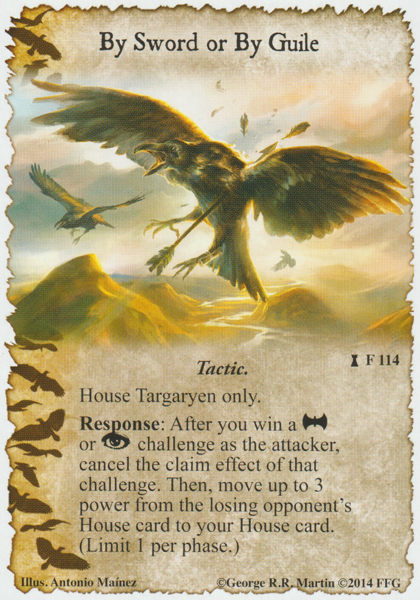 By Sword or By Guile
Tactic.
F 114
House Targaryen only.
Response: After you win a
or challenge as the attacker,
cancel the claim effect of that
challenge. Then, move up to 3
power from the losing opponent's
House card to your House card.
(Limit 1 per phase.)
Illus. Antonio Maínez ©George R.R. Martin ©2014 FFG